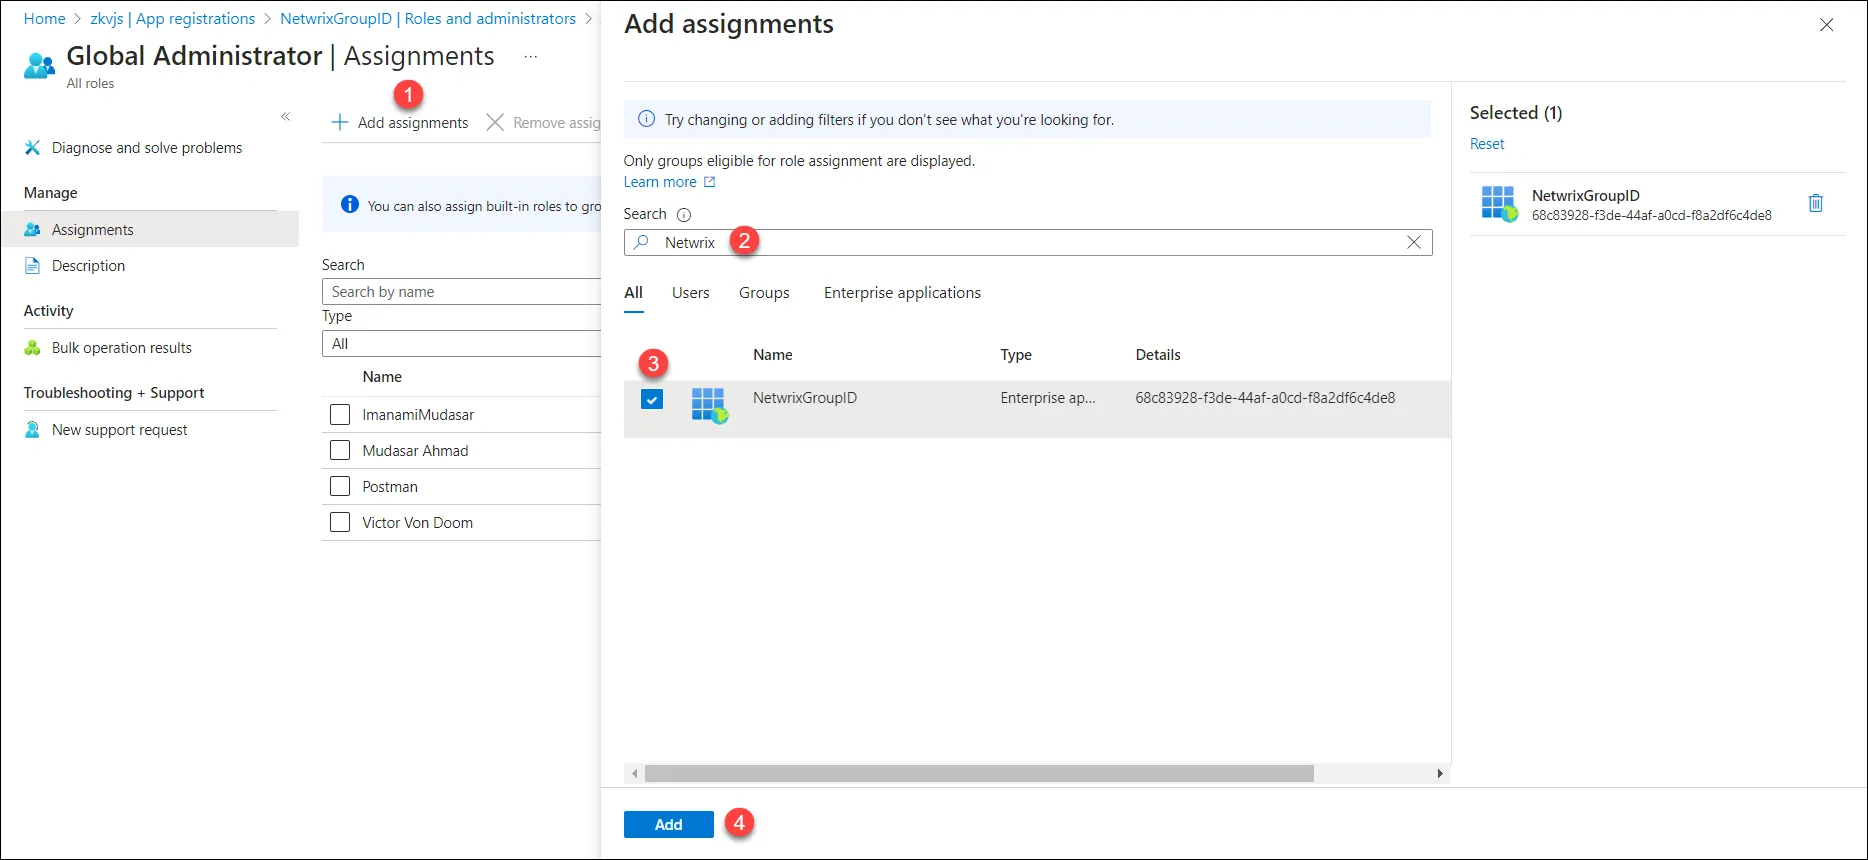 Home > zkvjs | App registrations > NetwrixGroupID | Roles and administrators >
Global Administrator | Assignments ...
All roles
1
«
Add assignments
Remove assig
Diagnose and solve problems
Manage
Assignments
Description
Activity
Bulk operation results
Troubleshooting + Support
New support request
You can also assign built-in roles to gro
Search
Search by name
Type
All
Name
ImanamiMudasar
Mudasar Ahmad
Postman
Victor Von Doom
Add assignments
Try changing or adding filters if you don't see what you're looking for.
Only groups eligible for role assignment are displayed.
Learn more
Search
Netwrix
2
All
Users
Groups
Enterprise applications
3
Name
Type
Details
NetwrixGroupID
Enterprise ap...
68c83928-f3de-44af-a0cd-f8a2df6c4de8
Add
4
Selected (1)
Reset
NetwrixGroupID
68c83928-f3de-44af-a0cd-f8a2df6c4de8